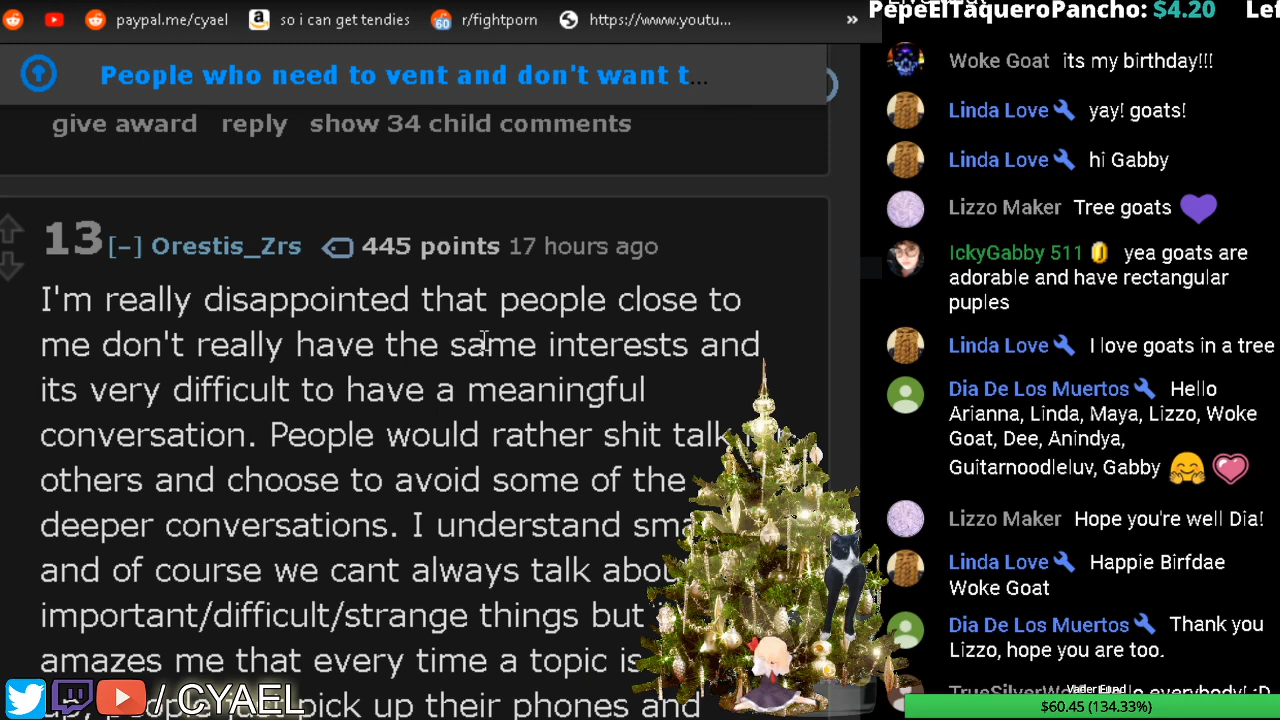 paypal.me/cyael so i can get tendies r/fightporn https://www.youtu... »
People who need to vent and don't want t...
give award reply show 34 child comments
13 [–] Orestis_Zrs 445 points 17 hours ago
I'm really disappointed that people close to
me don't really have the same interests and
its very difficult to have a meaningful
conversation. People would rather shit talk
others and choose to avoid some of the
deeper conversations. I understand
and of course we cant always talk
important/difficult/strange things but
amazes me that every time a topic is
pick up their phones and
/ CYAEL
PepeElTaqueroPancho: $4.20
Woke Goat its my birthday!!!
Linda Love yay! goats!
Linda Love hi Gabby
Lizzo Maker Tree goats 💜
IckyGabby 511 yea goats are
adorable and have rectangular
puples
Linda Love I love goats in a tree
Dia De Los Muertos Hello
Arianna, Linda, Maya, Lizzo, Woke
Goat, Dee, Anindya,
Guitarnoodleluv, Gabby 🤗 💗
Lizzo Maker Hope you're well Dia!
Linda Love Happie Birfdae
Woke Goat
Dia De Los Muertos Thank you
Lizzo, hope you are too.
everybody! :D
Vader Fund
$60.45 (134.33%)